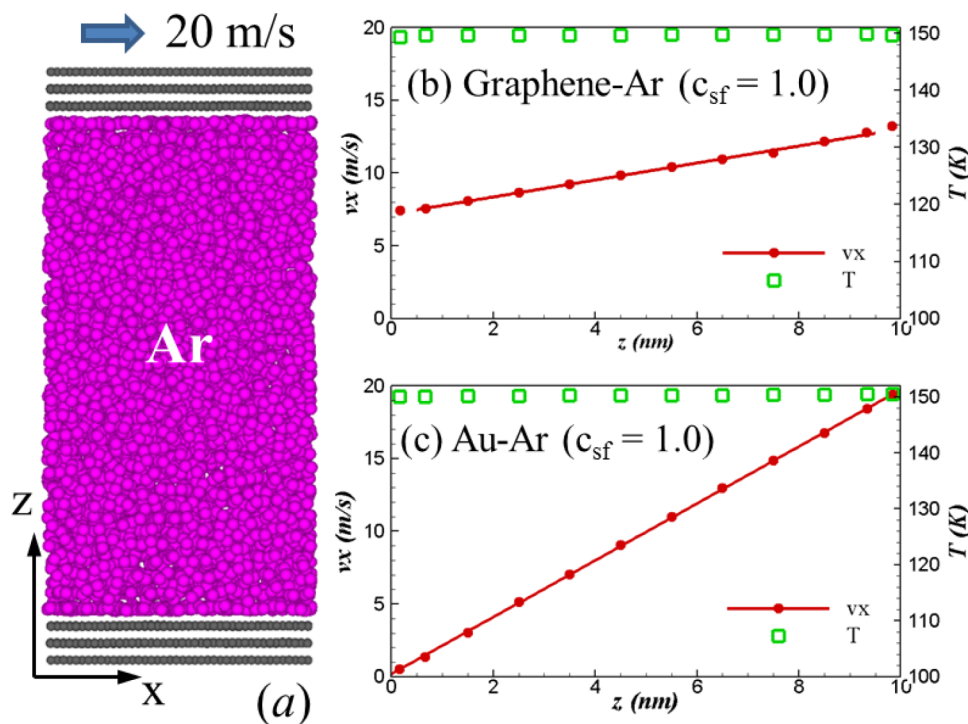 20 m/s
Ar
z
x
(a)
(b) Graphene-Ar (c_sf = 1.0)
20
15
10
5
0
vx (m/s)
150
140
130
120
110
100
T (K)
vx
T
0 2 4 6 8 10
z (nm)
(c) Au-Ar (c_sf = 1.0)
20
15
10
5
0
vx (m/s)
150
140
130
120
110
100
T (K)
vx
T
0 2 4 6 8 10
z (nm)